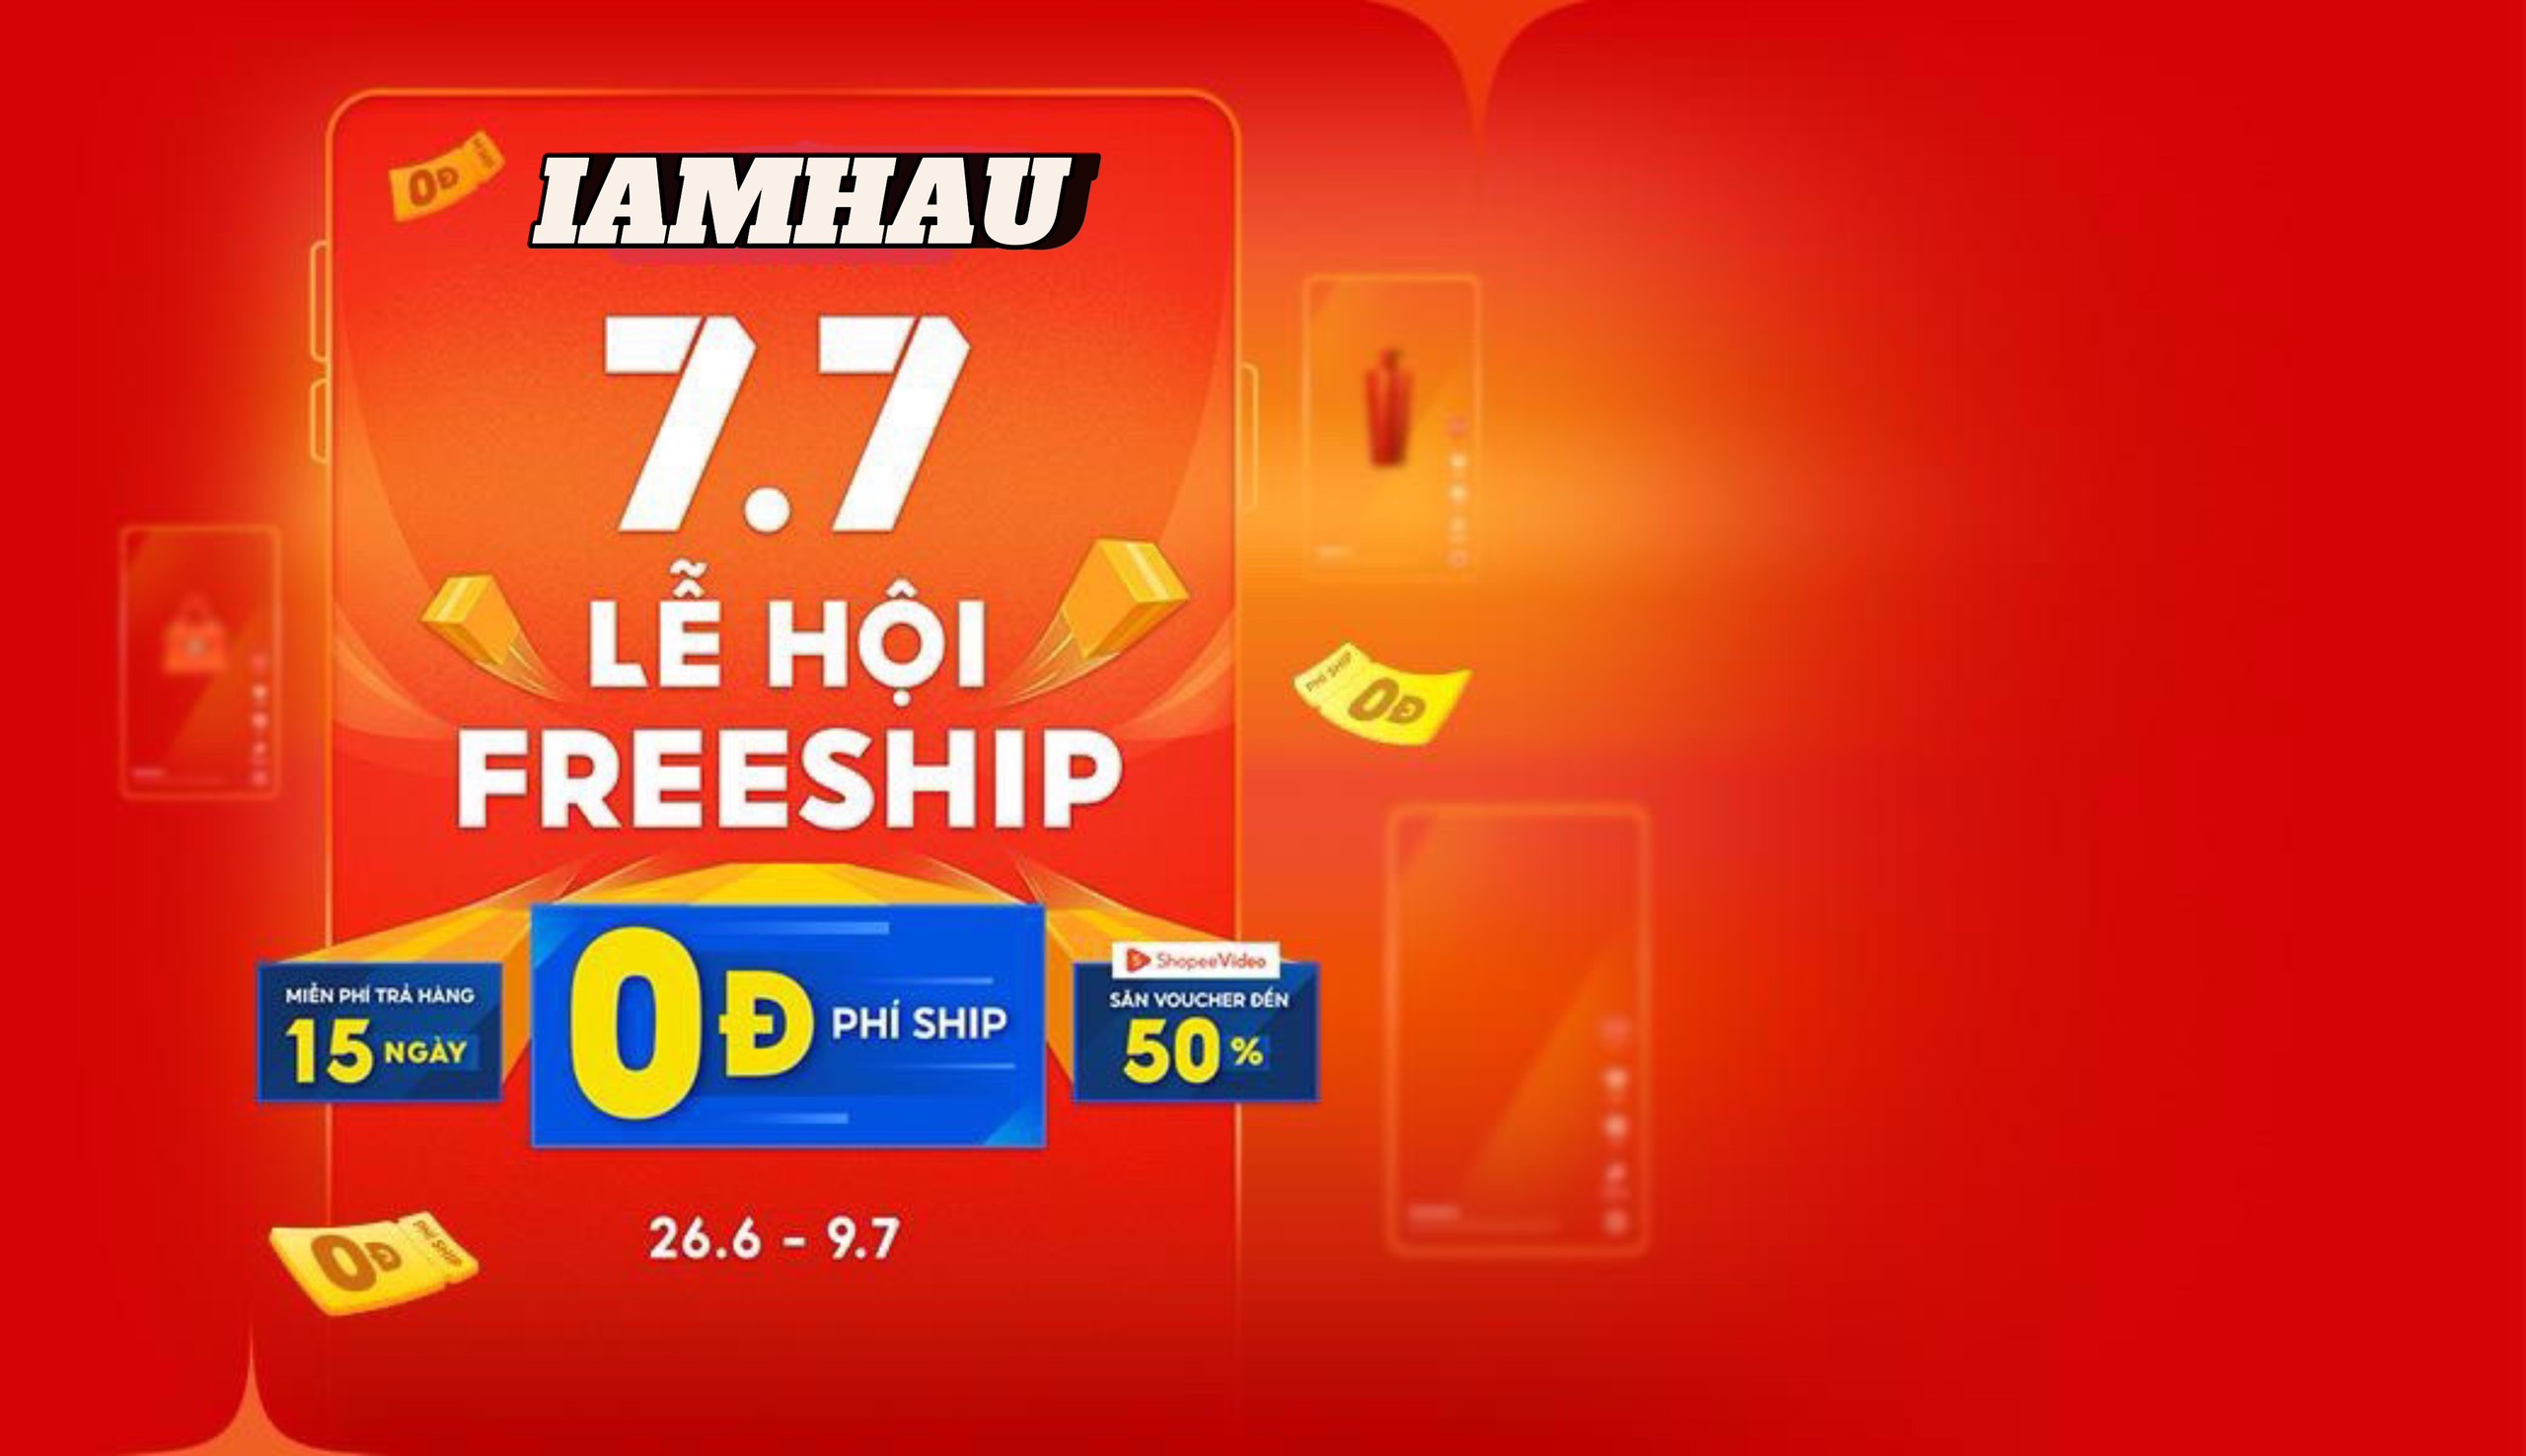 0Đ
IAMHAU
7.7
LỄ HỘI
FREESHIP
PHÍ SHIP
0Đ
MIỄN PHÍ TRẢ HÀNG
15 NGÀY
0Đ PHÍ SHIP
ShopeeVideo
SĂN VOUCHER ĐẾN
50%
26.6 - 9.7
0Đ
PHÍ SHIP